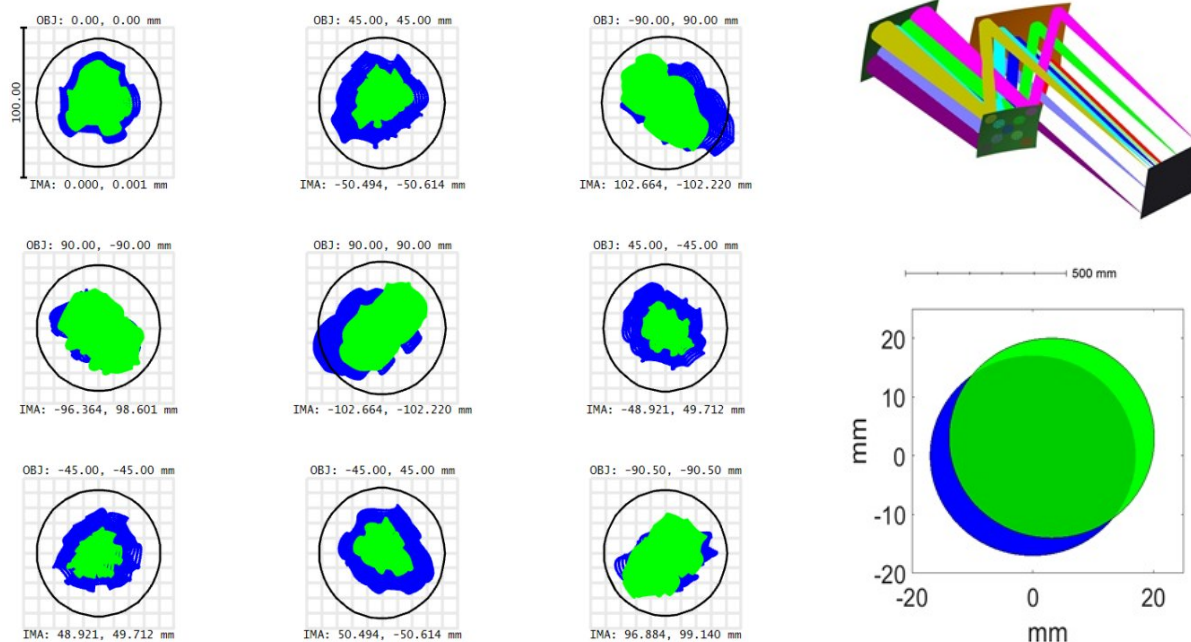 OBJ: 0.00, 0.00 mm
100.00
IMA: 0.000, 0.001 mm
OBJ: 45.00, 45.00 mm
IMA: -50.494, -50.614 mm
OBJ: -90.00, 90.00 mm
IMA: 102.664, -102.220 mm
OBJ: 90.00, -90.00 mm
IMA: -96.364, 98.601 mm
OBJ: 90.00, 90.00 mm
IMA: -102.664, -102.220 mm
OBJ: 45.00, -45.00 mm
IMA: -48.921, 49.712 mm
OBJ: -45.00, -45.00 mm
IMA: 48.921, 49.712 mm
OBJ: -45.00, 45.00 mm
IMA: 50.494, -50.614 mm
OBJ: -90.50, -90.50 mm
IMA: 96.884, 99.140 mm
500 mm
20
10
0
-10
-20
mm
-20
0
20
mm